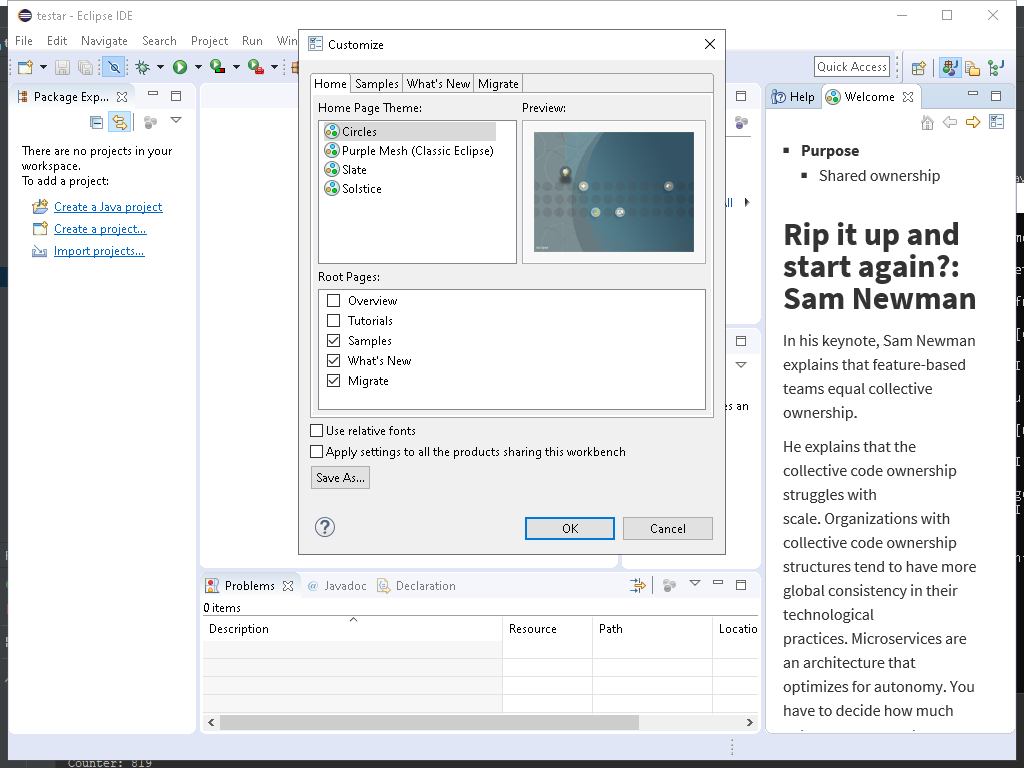 testar - Eclipse IDE
File Edit Navigate Search Project Run Win
Quick Access
Package Exp...
There are no projects in your
workspace.
To add a project:
Create a Java project
Create a project...
Import projects...
Customize
Home Samples What's New Migrate
Home Page Theme:
Circles
Purple Mesh (Classic Eclipse)
Slate
Solstice
Preview:
Root Pages:
Overview
Tutorials
Samples
What's New
Migrate
Use relative fonts
Apply settings to all the products sharing this workbench
Save As...
OK Cancel
es an
Help Welcome
Purpose
Shared ownership
Rip it up and
start again?:
Sam Newman
In his keynote, Sam Newman
explains that feature-based
teams equal collective
ownership.
He explains that the
collective code ownership
struggles with
scale. Organizations with
collective code ownership
structures tend to have more
global consistency in their
technological
practices. Microservices are
an architecture that
optimizes for autonomy. You
have to decide how much
Problems Javadoc Declaration
0 items
Description Resource Path Locatio
Counter: 819